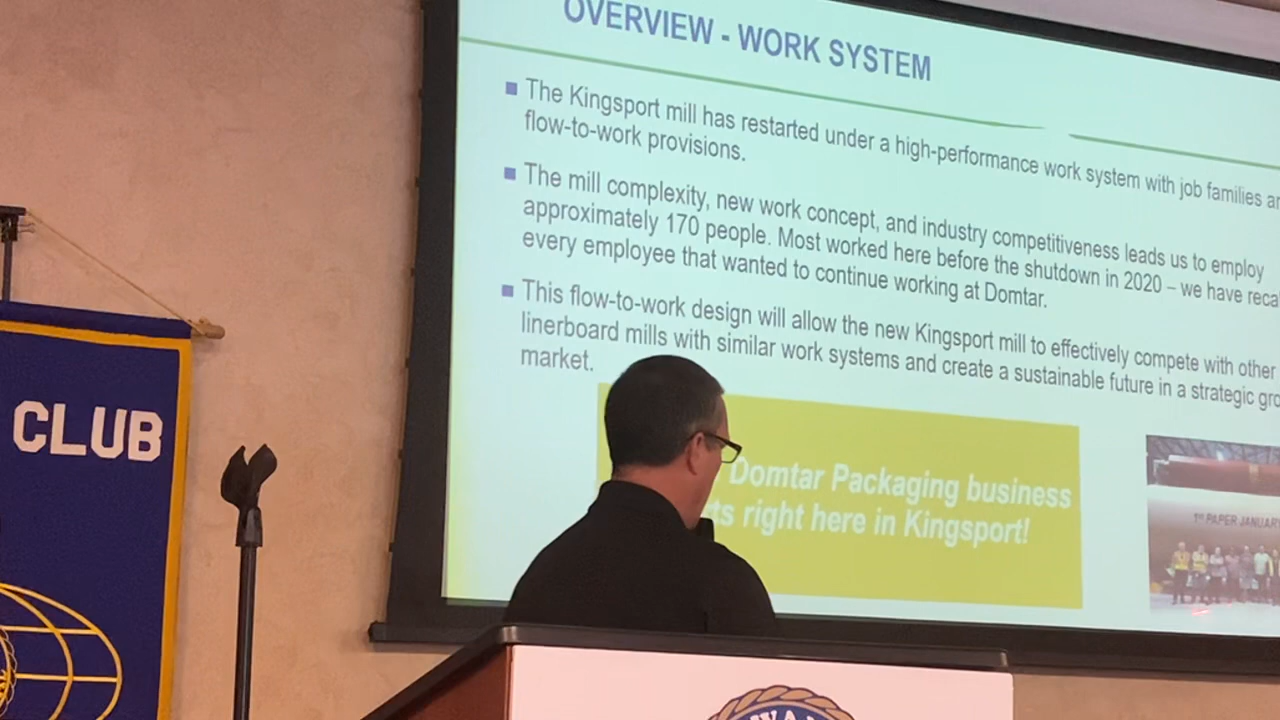 OVERVIEW - WORK SYSTEM
■ The Kingsport mill has restarted under a high-performance work system with job families
flow-to-work provisions.
■ The mill complexity, new work concept, and industry competitiveness leads us to employ
approximately 170 people. Most worked here before the shutdown in 2020 – we have
every employee that wanted to continue working at Domtar.
■ This flow-to-work design will allow the new Kingsport mill to effectively compete with other
linerboard mills with similar work systems and create a sustainable future in a strategic
market.
CLUB
Domtar Packaging business
right here in Kingsport!
1ST PAPER JANUARY